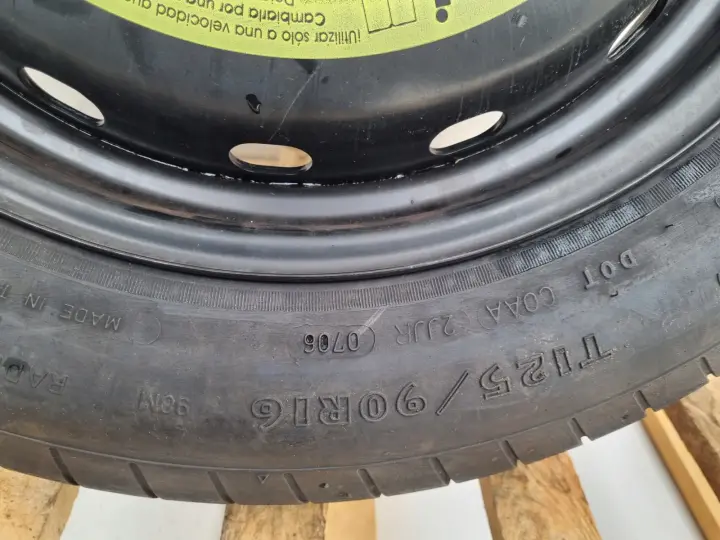 ¡Utilizar sólo a una velocidad
Cambiarla por una
DOT COAA 2JJR 0706
MADE IN
T125/90R16
98M